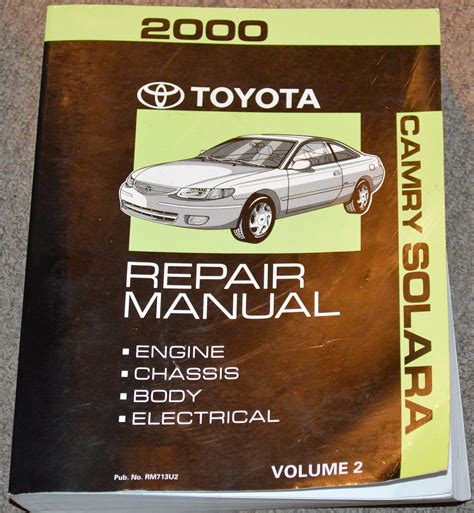 2000
TOYOTA
CAMRY SOLARA
REPAIR
MANUAL
▪ ENGINE
▪ CHASSIS
▪ BODY
▪ ELECTRICAL
Pub. No. RM713U2
VOLUME 2